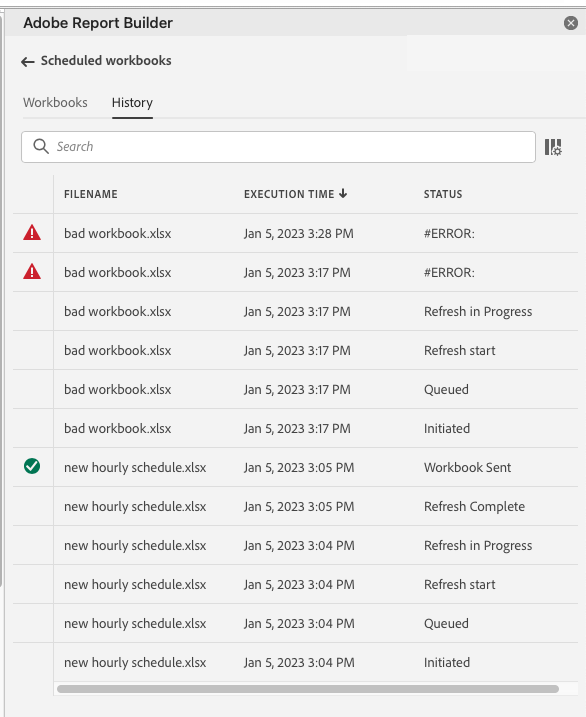 Adobe Report Builder
Scheduled workbooks
Workbooks History
Search
FILENAME EXECUTION TIME STATUS
bad workbook.xlsx Jan 5, 2023 3:28 PM #ERROR:
bad workbook.xlsx Jan 5, 2023 3:17 PM #ERROR:
bad workbook.xlsx Jan 5, 2023 3:17 PM Refresh in Progress
bad workbook.xlsx Jan 5, 2023 3:17 PM Refresh start
bad workbook.xlsx Jan 5, 2023 3:17 PM Queued
bad workbook.xlsx Jan 5, 2023 3:17 PM Initiated
new hourly schedule.xlsx Jan 5, 2023 3:05 PM Workbook Sent
new hourly schedule.xlsx Jan 5, 2023 3:05 PM Refresh Complete
new hourly schedule.xlsx Jan 5, 2023 3:04 PM Refresh in Progress
new hourly schedule.xlsx Jan 5, 2023 3:04 PM Refresh start
new hourly schedule.xlsx Jan 5, 2023 3:04 PM Queued
new hourly schedule.xlsx Jan 5, 2023 3:04 PM Initiated